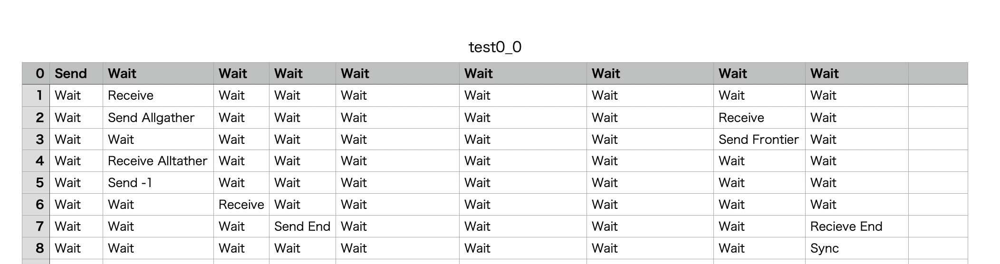 test0_0
0 Send Wait Wait Wait Wait Wait Wait Wait Wait
1 Wait Receive Wait Wait Wait Wait Wait Wait Wait
2 Wait Send Allgather Wait Wait Wait Wait Wait Receive Wait
3 Wait Wait Wait Wait Wait Wait Wait Send Frontier Wait
4 Wait Receive Alltather Wait Wait Wait Wait Wait Wait Wait
5 Wait Send -1 Wait Wait Wait Wait Wait Wait Wait
6 Wait Wait Receive Wait Wait Wait Wait Wait Wait
7 Wait Wait Wait Send End Wait Wait Wait Wait Recieve End
8 Wait Wait Wait Wait Wait Wait Wait Wait Sync